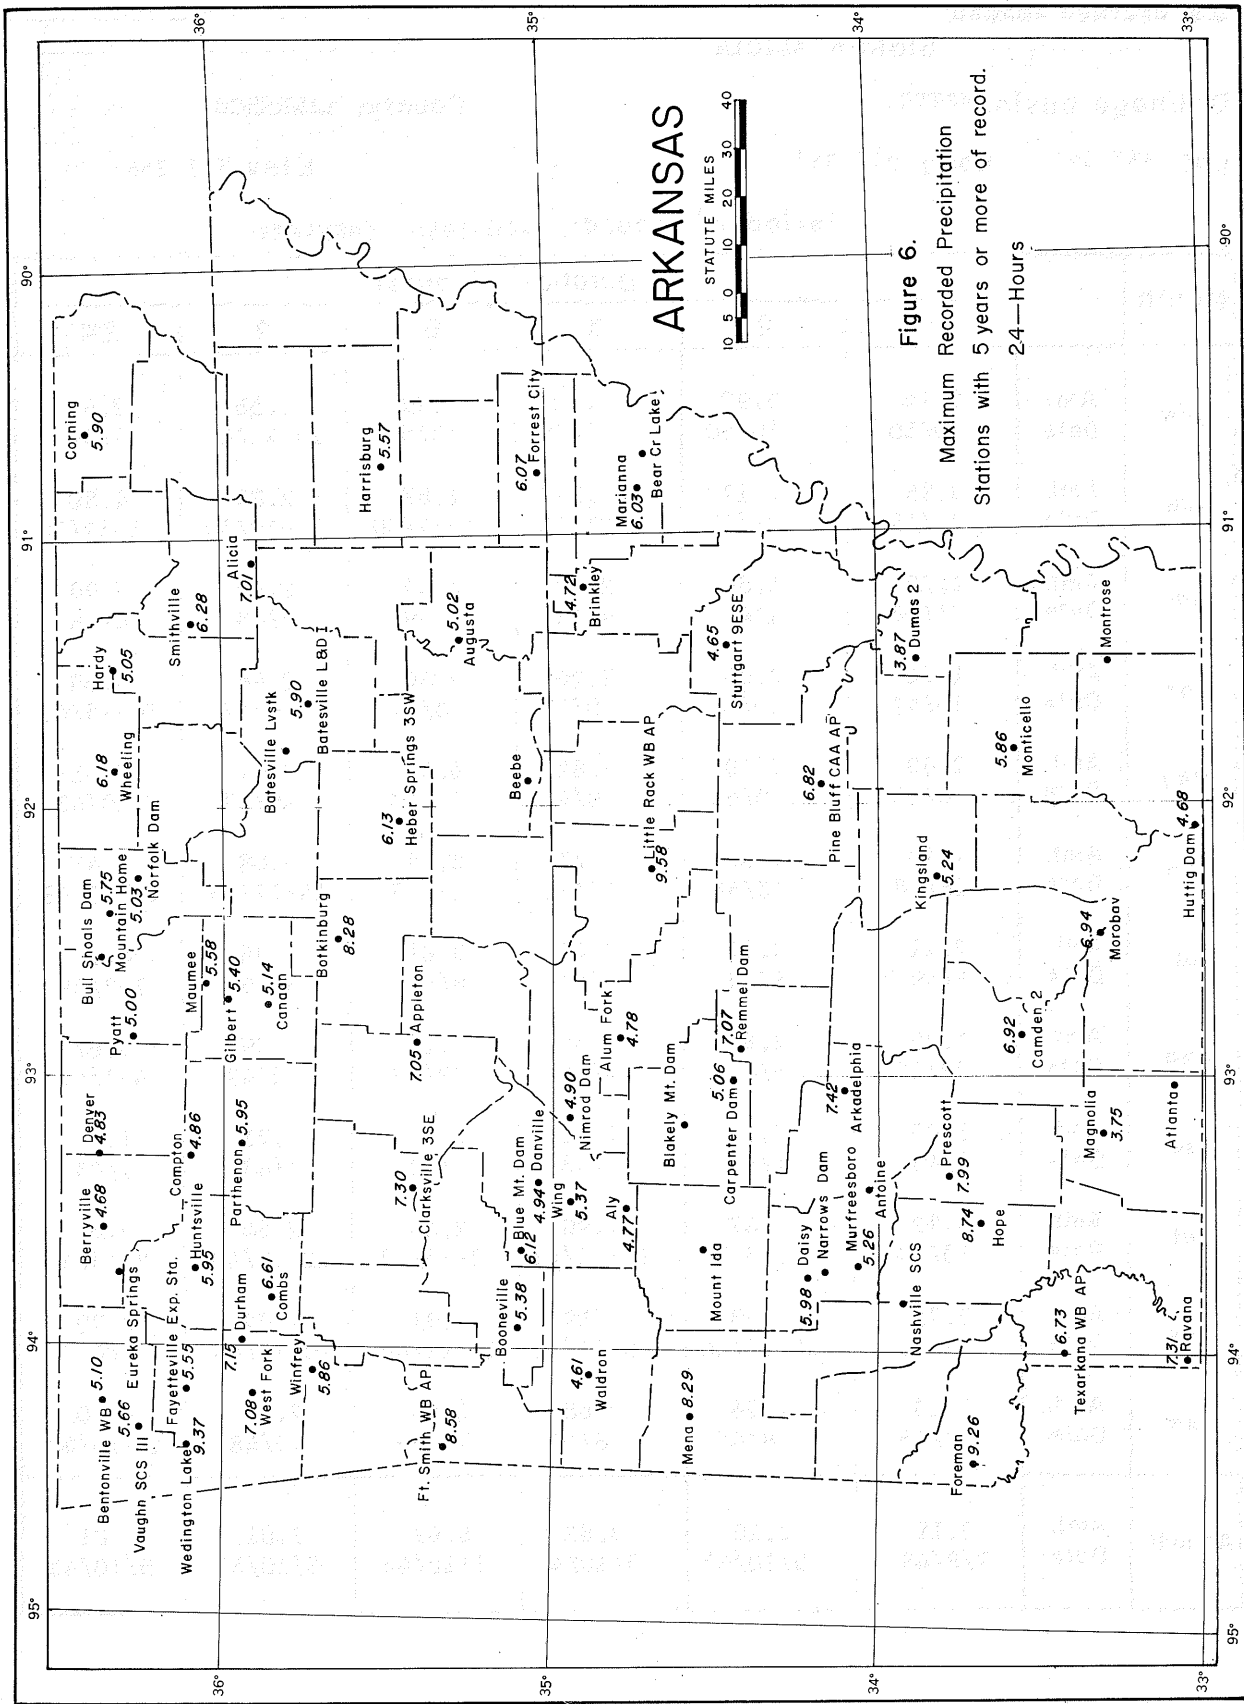 ARKANSAS
STATUTE MILES
10 5 0 10 20 30 40
Figure 6.
Maximum Recorded Precipitation
Stations with 5 years or more of record.
24—Hours
95°
94°
93°
92°
91°
90°
36°
35°
34°
33°
36°
35°
34°
33°
95°
94°
93°
92°
91°
90°
Bentonville WB
5.10
Vaughn SCS III
5.66
Eureka Springs
Wedington Lake
9.37
Fayetteville Exp. Sta.
5.55
Berryville
4.68
Denver
4.83
Compton
4.86
Huntsville
5.95
Parthenon
5.95
Durham
7.15
West Fork
7.08
Combs
6.61
Winfrey
5.86
Pyatt
5.00
Bull Shoals Dam
Mountain Home
5.75
Norfolk Dam
5.03
Maumee
5.58
Gilbert
5.40
Canaan
5.14
Wheeling
6.18
Hardy
5.05
Smithville
6.28
Alicia
7.01
Corning
5.90
Batesville Lvstk
Batesville L&D I
5.90
Botkinburg
8.28
Harrisburg
5.57
Ft. Smith WB AP
8.58
Clarksville 3SE
7.30
Appleton
7.05
Heber Springs 3SW
6.13
Augusta
5.02
Beebe
Forrest City
6.07
Booneville
5.38
Blue Mt. Dam
6.12
Danville
4.94
Wing
5.37
Nimrod Dam
4.90
Waldron
4.61
Aly
4.77
Alum Fork
4.78
Brinkley
4.72
Marianna
6.03
Bear Cr Lake
Little Rack WB AP
9.58
Mena
8.29
Mount Ida
Blakely Mt. Dam
Carpenter Dam
5.06
Remmel Dam
7.07
Stuttgart 9ESE
4.65
Daisy
5.98
Narrows Dam
Murfreesboro
5.26
Antoine
Arkadelphia
7.42
Pine Bluff CAA AP
6.82
Dumas 2
3.87
Nashville SCS
Prescott
7.99
Hope
8.74
Foreman
9.26
Kingsland
5.24
Camden 2
6.92
Monticello
5.86
Texarkana WB AP
6.73
Magnolia
3.75
Morobay
6.94
Montrose
Ravana
7.31
Atlanta
Huttig Dam
4.68